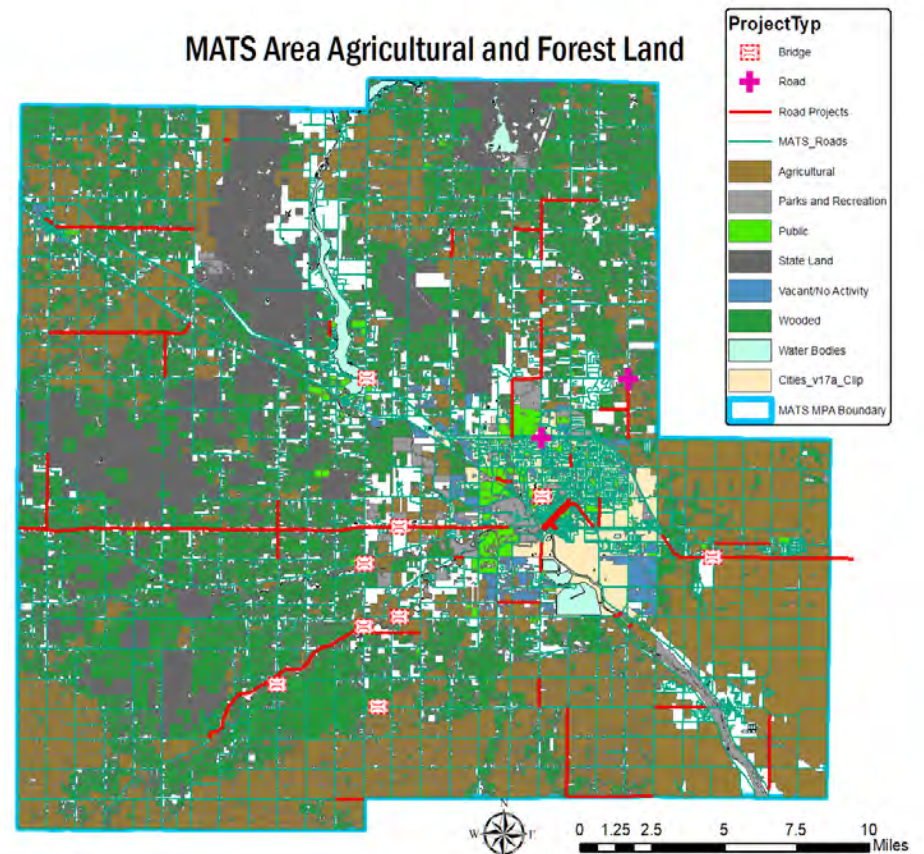 MATS Area Agricultural and Forest Land
ProjectTyp
Bridge
Road
Road Projects
MATS_Roads
Agricultural
Parks and Recreation
Public
State Land
Vacant/No Activity
Wooded
Water Bodies
Cities_v17a_Clip
MATS MPA Boundary
N
W
E
S
0 1.25 2.5 5 7.5 10
Miles